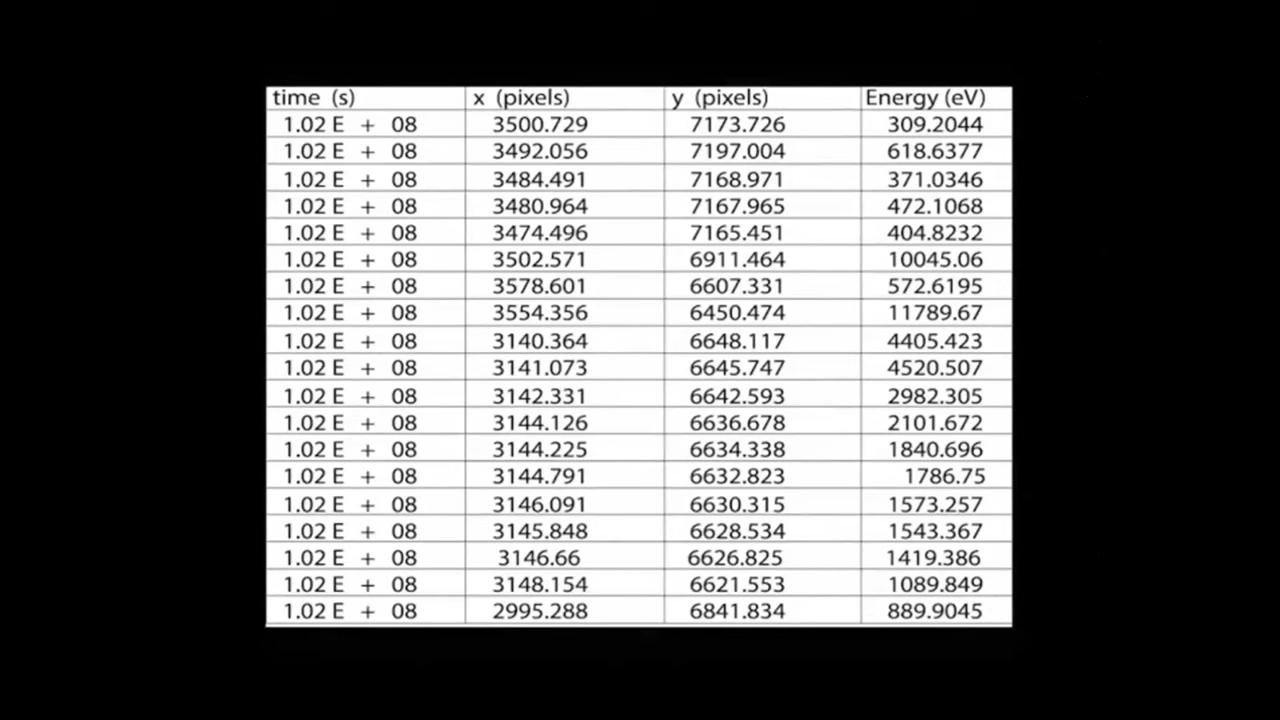 time (s) x (pixels) y (pixels) Energy (eV)
1.02 E + 08 3500.729 7173.726 309.2044
1.02 E + 08 3492.056 7197.004 618.6377
1.02 E + 08 3484.491 7168.971 371.0346
1.02 E + 08 3480.964 7167.965 472.1068
1.02 E + 08 3474.496 7165.451 404.8232
1.02 E + 08 3502.571 6911.464 10045.06
1.02 E + 08 3578.601 6607.331 572.6195
1.02 E + 08 3554.356 6450.474 11789.67
1.02 E + 08 3140.364 6648.117 4405.423
1.02 E + 08 3141.073 6645.747 4520.507
1.02 E + 08 3142.331 6642.593 2982.305
1.02 E + 08 3144.126 6636.678 2101.672
1.02 E + 08 3144.225 6634.338 1840.696
1.02 E + 08 3144.791 6632.823 1786.75
1.02 E + 08 3146.091 6630.315 1573.257
1.02 E + 08 3145.848 6628.534 1543.367
1.02 E + 08 3146.66 6626.825 1419.386
1.02 E + 08 3148.154 6621.553 1089.849
1.02 E + 08 2995.288 6841.834 889.9045